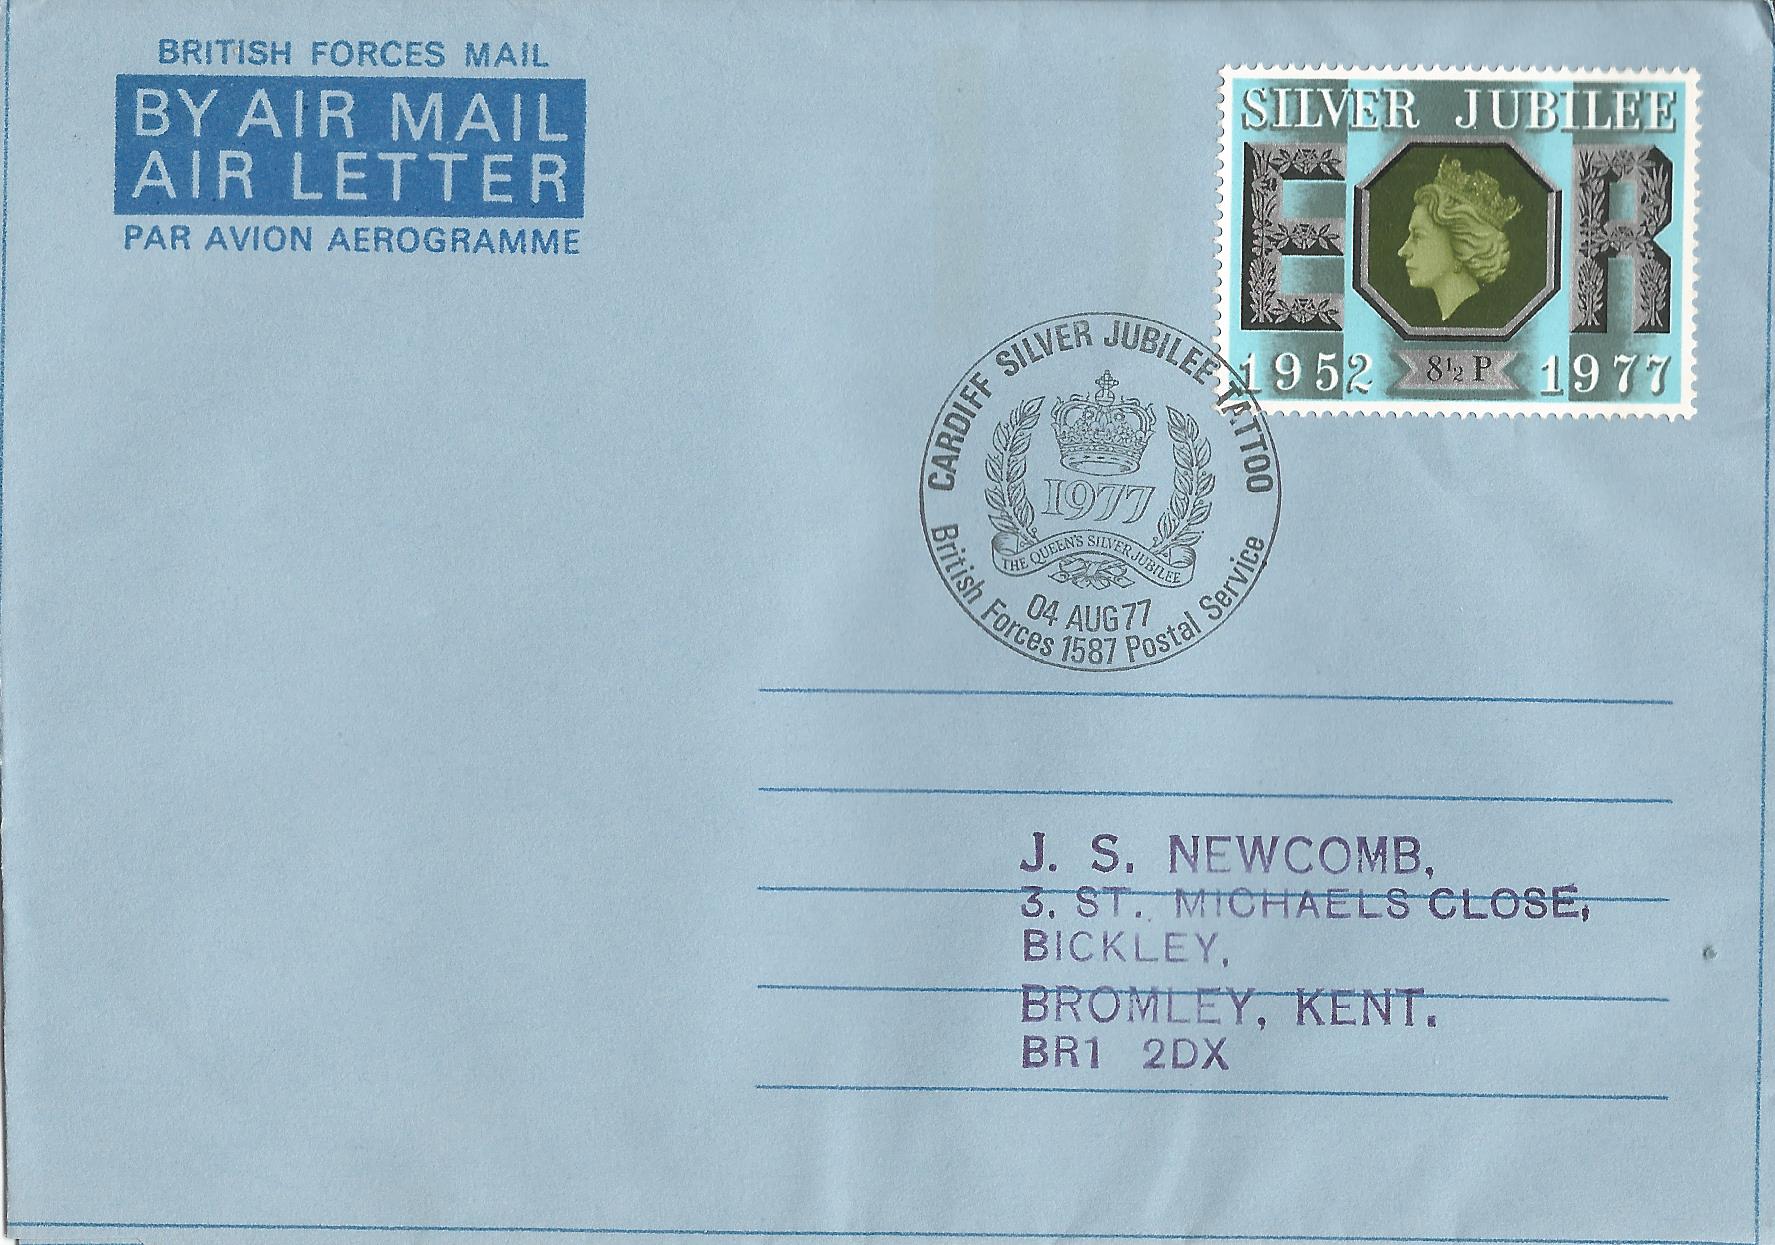 BRITISH FORCES MAIL
BY AIR MAIL
AIR LETTER
PAR AVION AEROGRAMME
SILVER JUBILEE
E R
1952 8½ P 1977
CARDIFF SILVER JUBILEE TATTOO
1977
THE QUEEN'S SILVER JUBILEE
04 AUG 77
British Forces 1587 Postal Service
J. S. NEWCOMB,
3. ST. MICHAELS CLOSE,
BICKLEY,
BROMLEY, KENT.
BR1 2DX